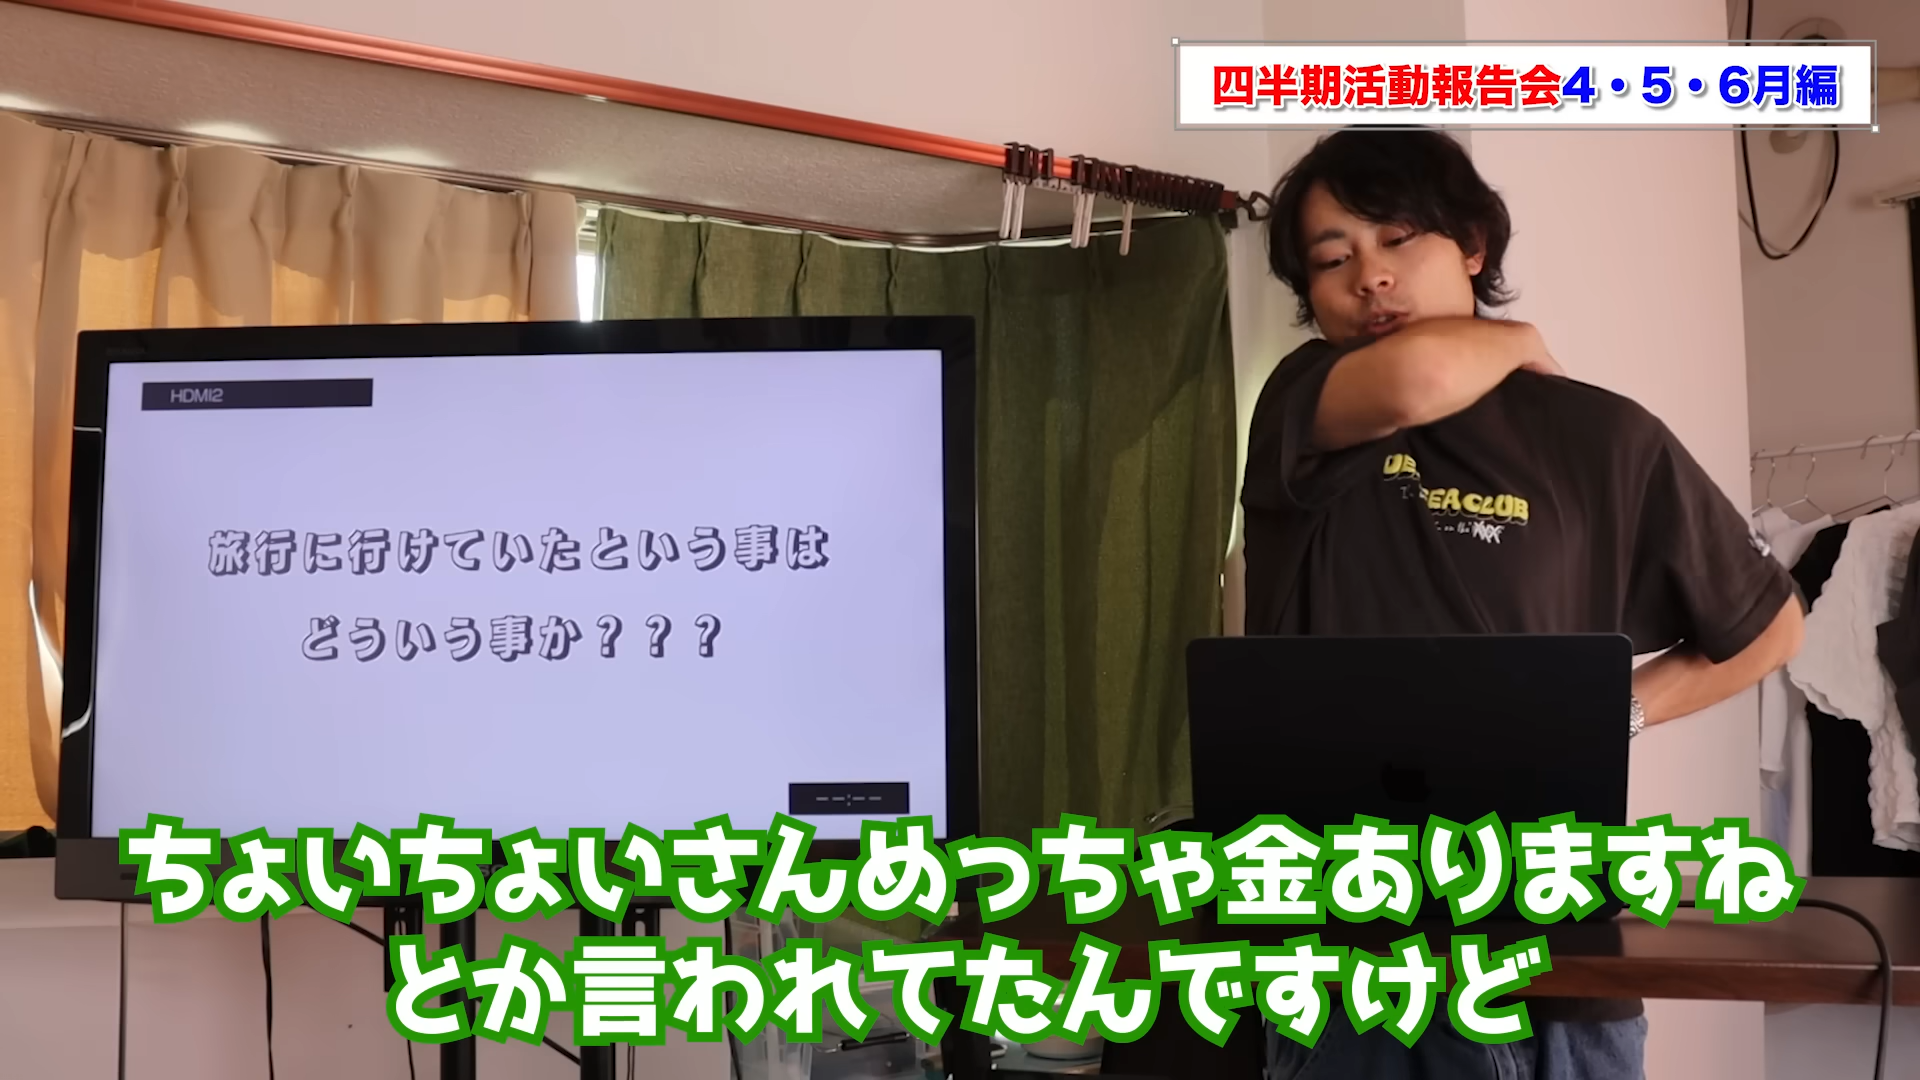 四半期活動報告会4・5・6月編
HDMI2
旅行に行けていたという事は
どういう事か???
--:--
EACLUB
ちょいちょいさんめっちゃ金ありますね
とか言われてたんですけど